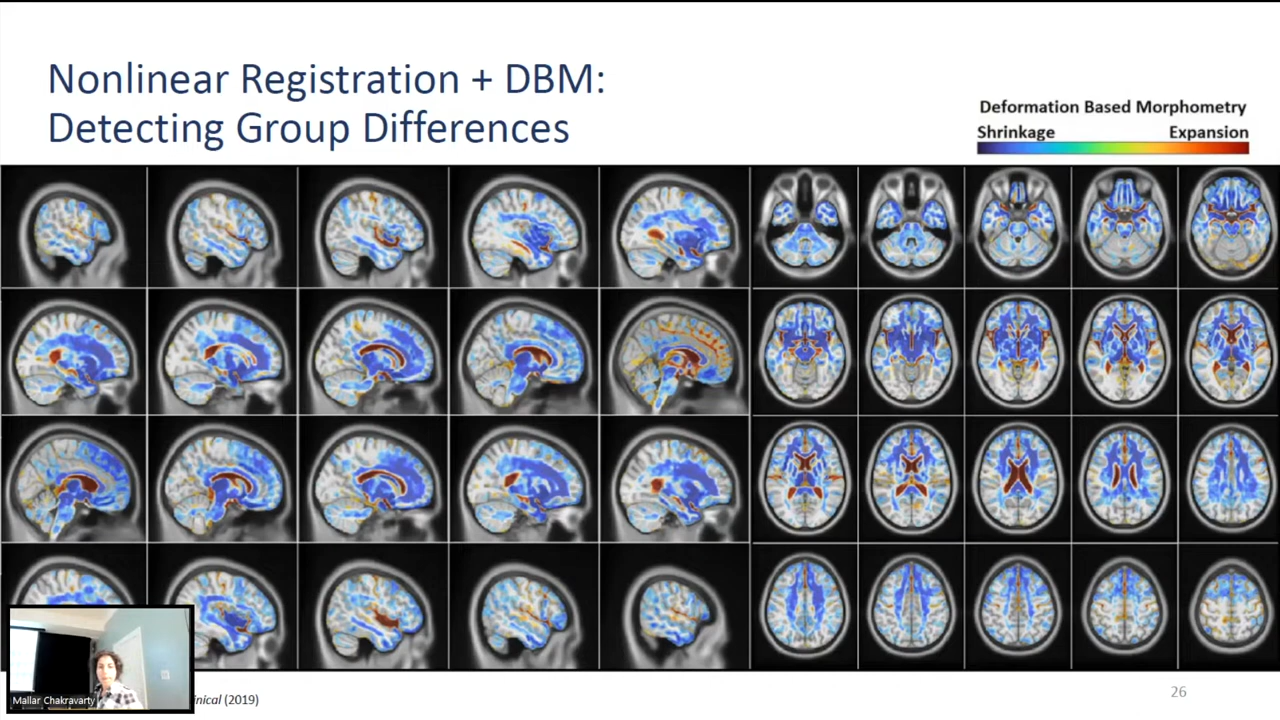 Nonlinear Registration + DBM:
Detecting Group Differences
Deformation Based Morphometry
Shrinkage Expansion
Mallar Chakravarty
inical (2019)
26